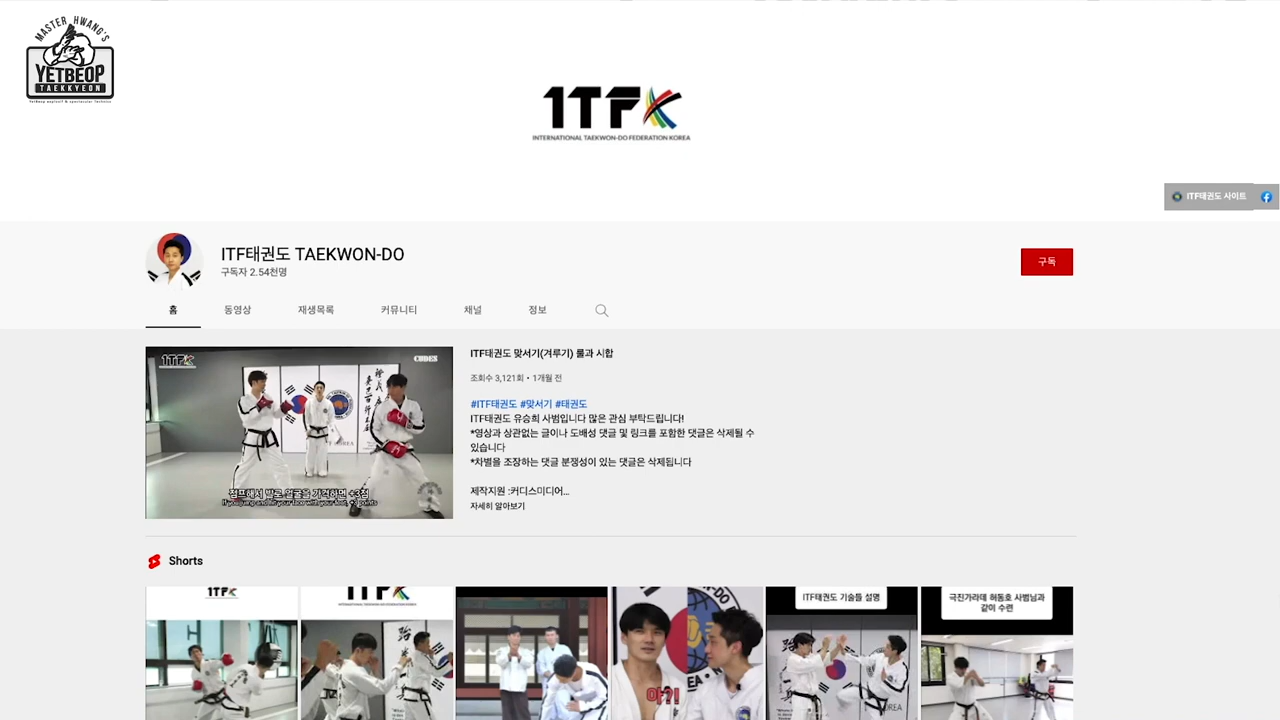 MASTER HWANG'S
YETBEOP
TAEKKYEON
ITFK
INTERNATIONAL TAEKWON-DO FEDERATION KOREA
ITF태권도 사이트
ITF태권도 TAEKWON-DO
구독자 2.54천명
구독
홈
동영상
재생목록
커뮤니티
채널
정보
1TFK
CUDES
점프해서 발로 얼굴을 가격하면 +3점
ITF태권도 맞서기(겨루기) 룰과 시합
조회수 3,121회 • 1개월 전
#ITF태권도 #맞서기 #태권도
ITF태권도 유승희 사범입니다 많은 관심 부탁드립니다!
*영상과 상관없는 글이나 도배성 댓글 및 링크를 포함한 댓글은 삭제될 수
있습니다
*차별을 조장하는 댓글 분쟁성이 있는 댓글은 삭제됩니다
제작지원 :커디스미디어...
자세히 알아보기
Shorts
1TFK
INTERNATIONAL TAEKWON-DO FEDERATION KOREA
아?!
ITF태권도 기술들 설명
극진가라데 허동호 사범님과
같이 수련